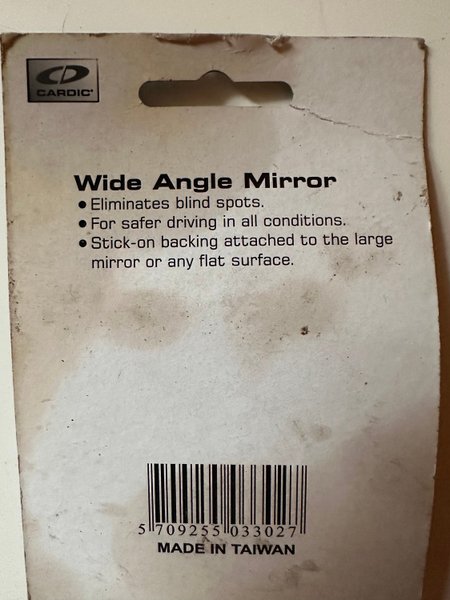 CD
CARDIC
Wide Angle Mirror
• Eliminates blind spots.
• For safer driving in all conditions.
• Stick-on backing attached to the large
mirror or any flat surface.
5 709255 033027
MADE IN TAIWAN